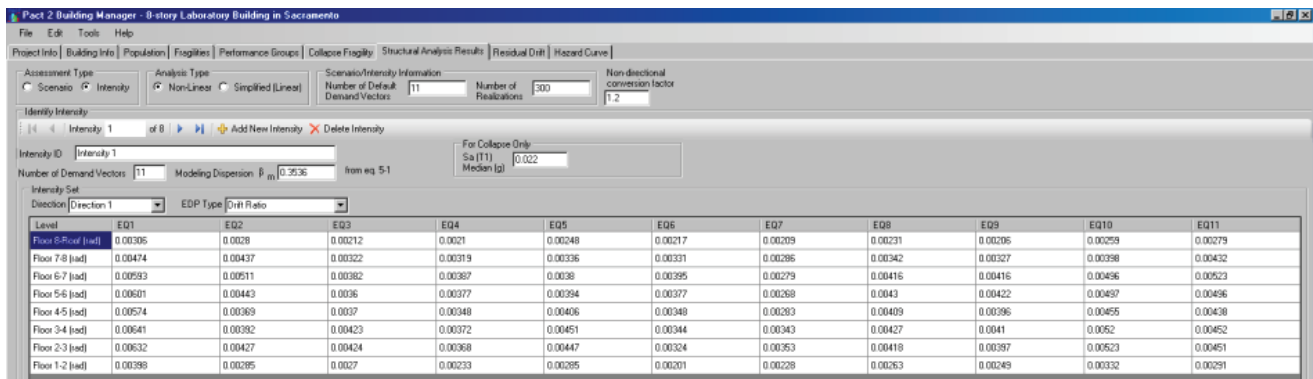 Pact 2 Building Manager - 8-story Laboratory Building in Sacramento
File Edit Tools Help
Project Info Building Info Population Fragilities Performance Groups Collapse Fragility Structural Analysis Results Residual Drift Hazard Curve
Assessment Type Analysis Type Scenario/Intensity Information Non-directional conversion factor
Scenario Intensity Non-Linear Simplified (Linear) Number of Default Demand Vectors 11 Number of Realizations 300 1.2
Identify Intensity
Intensity 1 of 8 Add New Intensity Delete Intensity
For Collapse Only
Intensity ID Intensity 1 Sa (T1) Median (g) 0.022
Number of Demand Vectors 11 Modeling Dispersion β m 0.3536 from eq. 5-1
Intensity Set
Direction Direction 1 EDP Type Drift Ratio
Level EQ1 EQ2 EQ3 EQ4 EQ5 EQ6 EQ7 EQ8 EQ9 EQ10 EQ11
Floor 8-Roof (rad) 0.00306 0.0028 0.00212 0.0021 0.00248 0.00217 0.00209 0.00231 0.00206 0.00259 0.00279
Floor 7-8 (rad) 0.00474 0.00437 0.00322 0.00319 0.00336 0.00331 0.00286 0.00342 0.00327 0.00398 0.00432
Floor 6-7 (rad) 0.00593 0.00511 0.00382 0.00387 0.0038 0.00395 0.00279 0.00416 0.00416 0.00496 0.00523
Floor 5-6 (rad) 0.00601 0.00443 0.0036 0.00377 0.00394 0.00377 0.00268 0.0043 0.00422 0.00497 0.00496
Floor 4-5 (rad) 0.00574 0.00369 0.0037 0.00348 0.00406 0.00348 0.00283 0.00409 0.00396 0.00455 0.00438
Floor 3-4 (rad) 0.00641 0.00392 0.00423 0.00372 0.00451 0.00344 0.00343 0.00427 0.0041 0.0052 0.00452
Floor 2-3 (rad) 0.00632 0.00427 0.00424 0.00368 0.00447 0.00324 0.00353 0.00418 0.00397 0.00523 0.00451
Floor 1-2 (rad) 0.00398 0.00285 0.0027 0.00233 0.00285 0.00201 0.00228 0.00263 0.00249 0.00332 0.00291